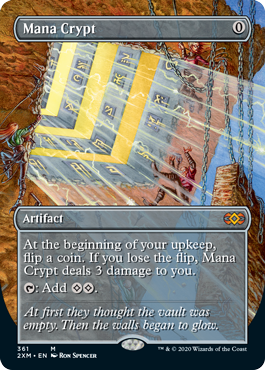 Mana Crypt 0
Artifact
At the beginning of your upkeep,
flip a coin. If you lose the flip, Mana
Crypt deals 3 damage to you.
: Add .
At first they thought the vault was
empty. Then the walls began to glow.
361 M
2XM • EN Ron Spencer
™ & © 2020 Wizards of the Coast